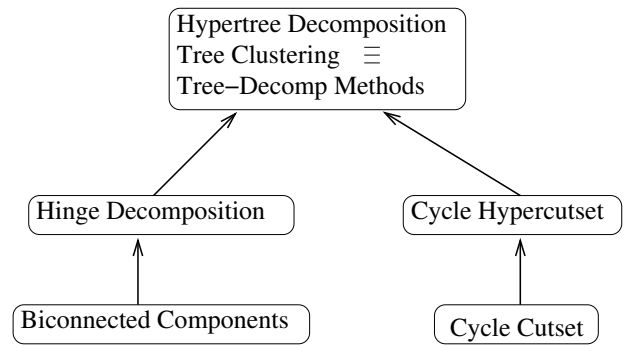 Hypertree Decomposition
Tree Clustering ≡
Tree–Decomp Methods
Hinge Decomposition
Cycle Hypercutset
Biconnected Components
Cycle Cutset